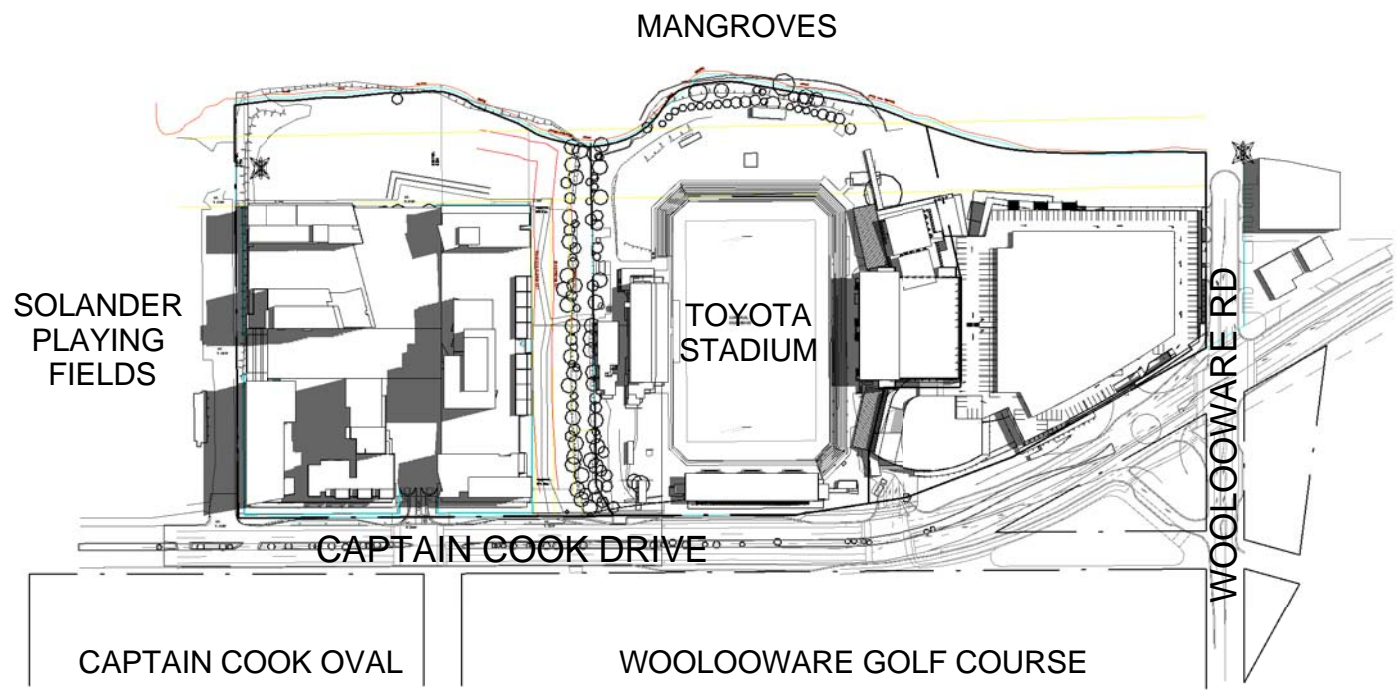 MANGROVES
SOLANDER
PLAYING
FIELDS
TOYOTA
STADIUM
WOOLOOWARE RD
CAPTAIN COOK DRIVE
CAPTAIN COOK OVAL
WOOLOOWARE GOLF COURSE